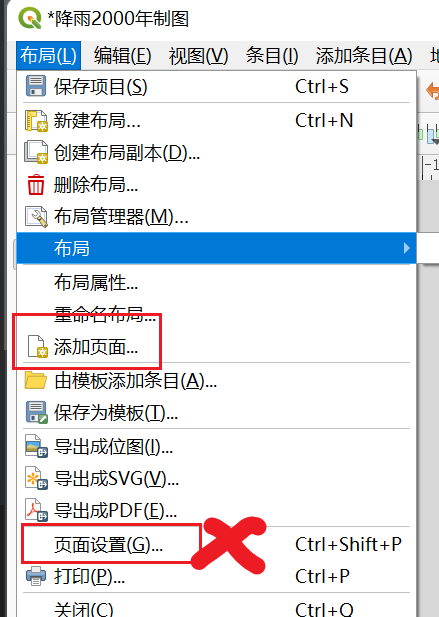 *降雨2000年制图
布局(L) 编辑(E) 视图(V) 条目(I) 添加条目(A)
保存项目(S) Ctrl+S
新建布局... Ctrl+N
创建布局副本(D)...
删除布局...
布局管理器(M)...
布局
布局属性...
重命名布局...
添加页面...
由模板添加条目(A)...
保存为模板(T)...
导出成位图(I)...
导出成SVG(V)...
导出成PDF(E)...
页面设置(G)... Ctrl+Shift+P
打印(P)... Ctrl+P
关闭(C) Ctrl+Q